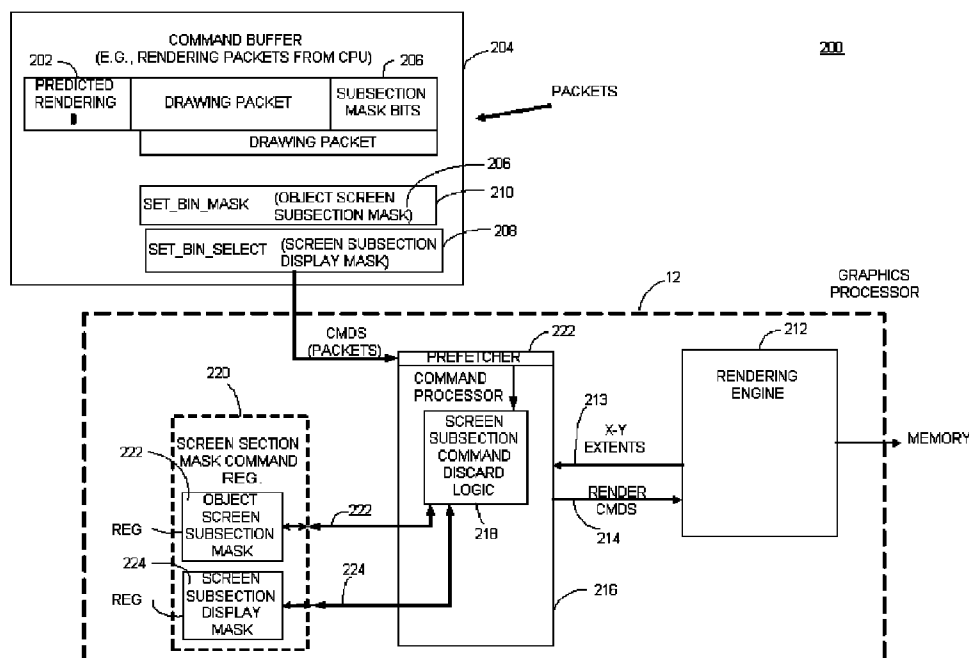 COMMAND BUFFER
(E.G., RENDERING PACKETS FROM CPU)
204
200
202
206
PREDICTED
RENDERING
DRAWING PACKET
SUBSECTION
MASK BITS
PACKETS
DRAWING PACKET
206
SET_BIN_MASK (OBJECT SCREEN
SUBSECTION MASK)
210
SET_BIN_SELECT (SCREEN SUBSECTION
DISPLAY MASK)
208
12
GRAPHICS
PROCESSOR
CMDS
(PACKETS)
222
PREFETCHER
212
COMMAND
PROCESSOR
RENDERING
ENGINE
220
SCREEN SECTION
MASK COMMAND
REG.
222
SCREEN
SUBSECTION
COMMAND
DISCARD
LOGIC
213
X-Y
EXTENTS
MEMORY
OBJECT
SCREEN
SUBSECTION
MASK
REG
222
218
RENDER
CMDS
214
224
SCREEN
SUBSECTION
DISPLAY
MASK
REG
224
216